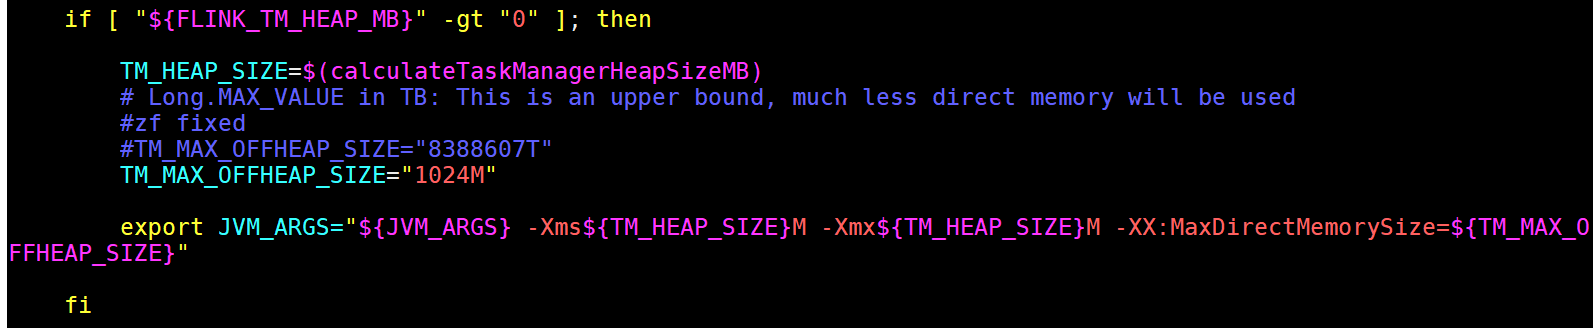 if [ "${FLINK_TM_HEAP_MB}" -gt "0" ]; then
TM_HEAP_SIZE=$(calculateTaskManagerHeapSizeMB)
# Long.MAX_VALUE in TB: This is an upper bound, much less direct memory will be used
#zf fixed
#TM_MAX_OFFHEAP_SIZE="8388607T"
TM_MAX_OFFHEAP_SIZE="1024M"
export JVM_ARGS="${JVM_ARGS} -Xms${TM_HEAP_SIZE}M -Xmx${TM_HEAP_SIZE}M -XX:MaxDirectMemorySize=${TM_MAX_O
FFHEAP_SIZE}"
fi